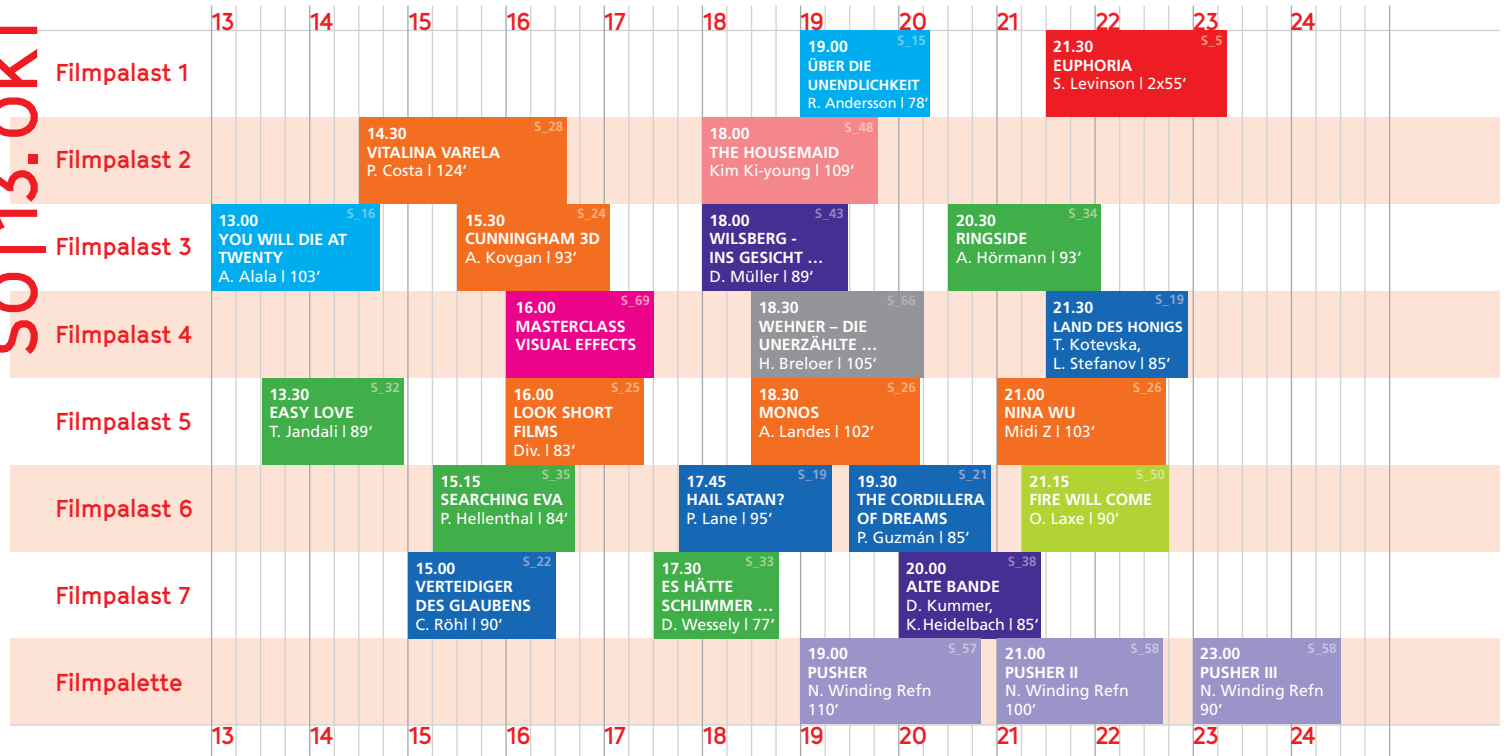 SO | 13. OKT
13 14 15 16 17 18 19 20 21 22 23 24
Filmpalast 1
19.00 S_15
ÜBER DIE
UNENDLICHKEIT
R. Andersson | 78’
21.30 S_5
EUPHORIA
S. Levinson | 2x55’
Filmpalast 2
14.30 S_28
VITALINA VARELA
P. Costa | 124’
18.00 S_48
THE HOUSEMAID
Kim Ki-young | 109’
Filmpalast 3
13.00 S_16
YOU WILL DIE AT
TWENTY
A. Alala | 103’
15.30 S_24
CUNNINGHAM 3D
A. Kovgan | 93’
18.00 S_43
WILSBERG -
INS GESICHT …
D. Müller | 89’
20.30 S_34
RINGSIDE
A. Hörmann | 93’
Filmpalast 4
16.00 S_69
MASTERCLASS
VISUAL EFFECTS
18.30 S_66
WEHNER – DIE
UNERZÄHLTE …
H. Breloer | 105’
21.30 S_19
LAND DES HONIGS
T. Kotevska,
L. Stefanov | 85’
Filmpalast 5
13.30 S_32
EASY LOVE
T. Jandali | 89’
16.00 S_25
LOOK SHORT
FILMS
Div. | 83’
18.30 S_26
MONOS
A. Landes | 102’
21.00 S_26
NINA WU
Midi Z | 103’
Filmpalast 6
15.15 S_35
SEARCHING EVA
P. Hellenthal | 84’
17.45 S_19
HAIL SATAN?
P. Lane | 95’
19.30 S_21
THE CORDILLERA
OF DREAMS
P. Guzmán | 85’
21.15 S_50
FIRE WILL COME
O. Laxe | 90’
Filmpalast 7
15.00 S_22
VERTEIDIGER
DES GLAUBENS
C. Röhl | 90’
17.30 S_33
ES HÄTTE
SCHLIMMER …
D. Wessely | 77’
20.00 S_38
ALTE BANDE
D. Kummer,
K. Heidelbach | 85’
Filmpalette
19.00 S_57
PUSHER
N. Winding Refn
110’
21.00 S_58
PUSHER II
N. Winding Refn
100’
23.00 S_58
PUSHER III
N. Winding Refn
90’
13 14 15 16 17 18 19 20 21 22 23 24